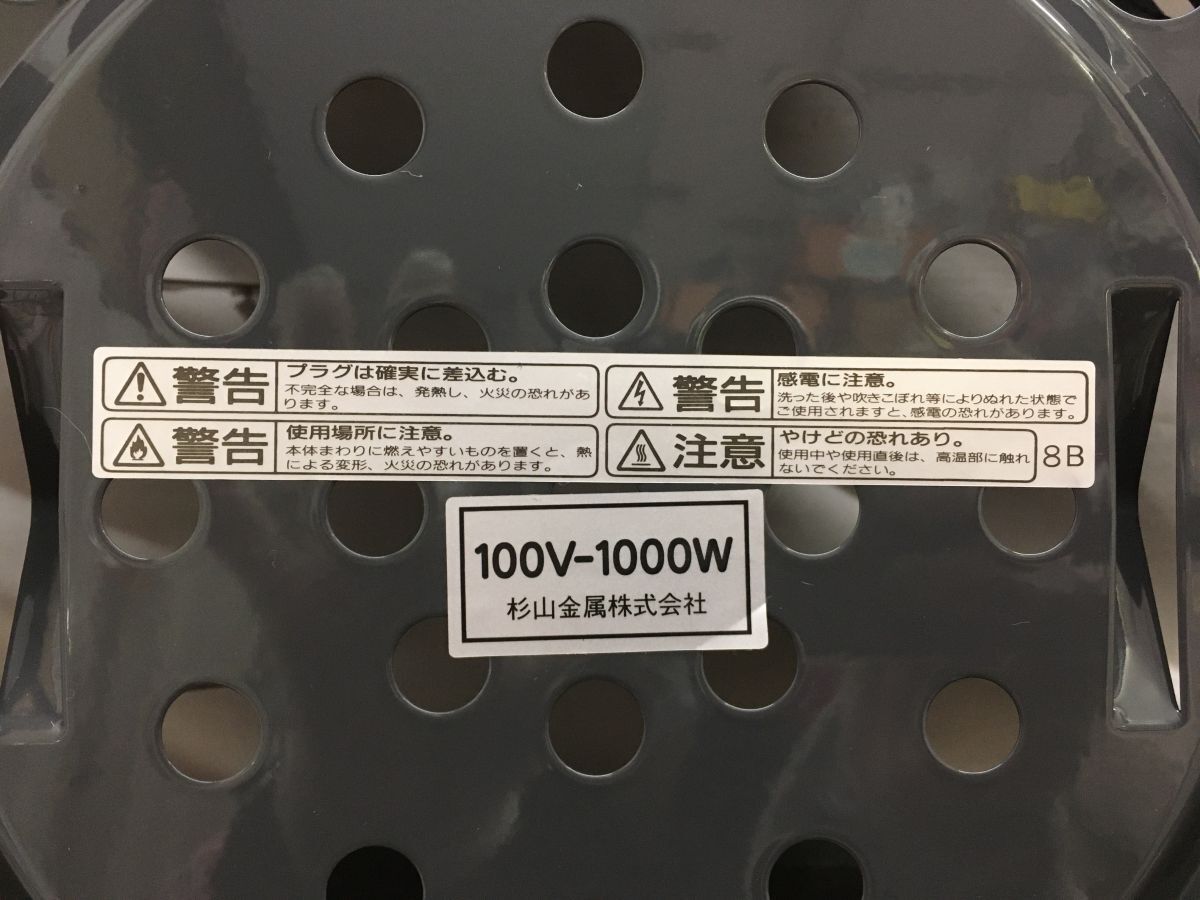 警告
プラグは確実に差込む。
不完全な場合は、発熱し、火災の恐れがあ
ります。
警告
感電に注意。
洗った後や吹きこぼれ等によりぬれた状態で
ご使用されますと、感電の恐れがあります。
警告
使用場所に注意。
本体まわりに燃えやすいものを置くと、熱
による変形、火災の恐れがあります。
注意
やけどの恐れあり。
使用中や使用直後は、高温部に触れ
ないでください。
8B
100V-1000W
杉山金属株式会社